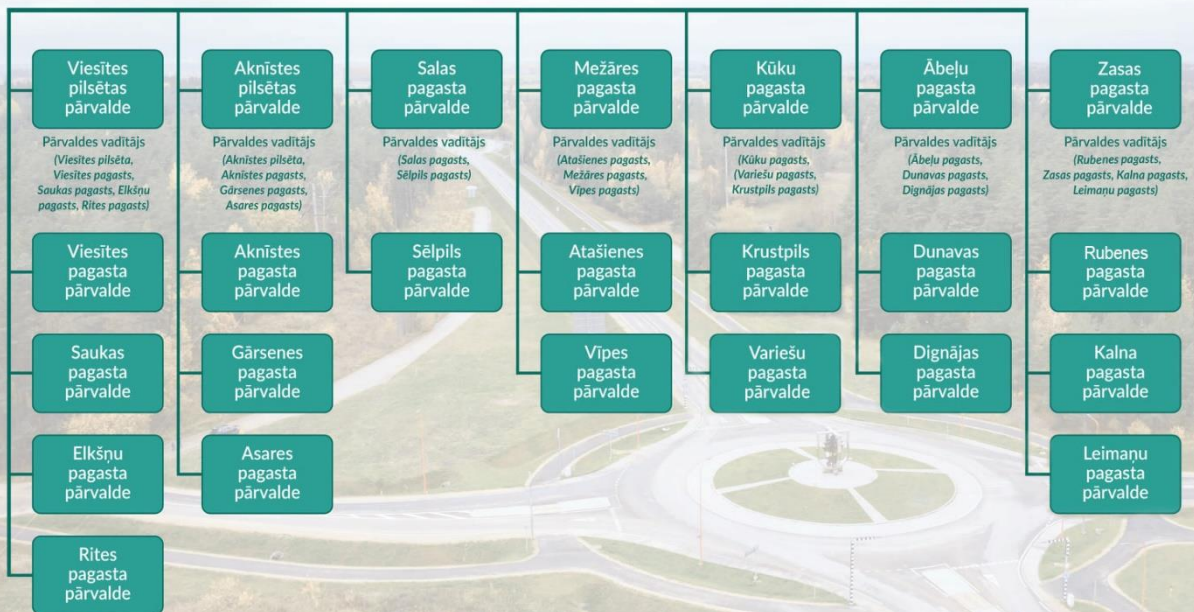 Viesītes
pilsētas
pārvalde
Pārvaldes vadītājs
(Viesītes pilsēta,
Viesītes pagasts,
Saukas pagasts, Elkšņu
pagasts, Rites pagasts)
Viesītes
pagasta
pārvalde
Saukas
pagasta
pārvalde
Elkšņu
pagasta
pārvalde
Rites
pagasta
pārvalde
Aknīstes
pilsētas
pārvalde
Pārvaldes vadītājs
(Aknīstes pilsēta,
Aknīstes pagasts,
Gārsenes pagasts,
Asares pagasts)
Aknīstes
pagasta
pārvalde
Gārsenes
pagasta
pārvalde
Asares
pagasta
pārvalde
Salas
pagasta
pārvalde
Pārvaldes vadītājs
(Salas pagasts,
Sēlpils pagasts)
Sēlpils
pagasta
pārvalde
Mežāres
pagasta
pārvalde
Pārvaldes vadītājs
(Atašienes pagasts,
Mežāres pagasts,
Vīpes pagasts)
Atašienes
pagasta
pārvalde
Vīpes
pagasta
pārvalde
Kūku
pagasta
pārvalde
Pārvaldes vadītājs
(Kūku pagasts,
(Variešu pagasts,
Krustpils pagasts)
Krustpils
pagasta
pārvalde
Variešu
pagasta
pārvalde
Ābeļu
pagasta
pārvalde
Pārvaldes vadītājs
(Ābeļu pagasts,
Dunavas pagasts,
Dignājas pagasts)
Dunavas
pagasta
pārvalde
Dignājas
pagasta
pārvalde
Zasas
pagasta
pārvalde
Pārvaldes vadītājs
(Rubenes pagasts,
Zasas pagasts, Kalna pagasts,
Leimaņu pagasts)
Rubenes
pagasta
pārvalde
Kalna
pagasta
pārvalde
Leimaņu
pagasta
pārvalde